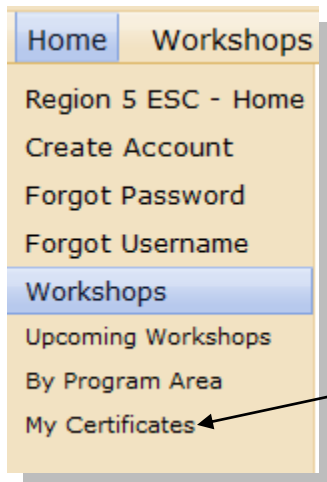 Home Workshops
Region 5 ESC - Home
Create Account
Forgot Password
Forgot Username
Workshops
Upcoming Workshops
By Program Area
My Certificates